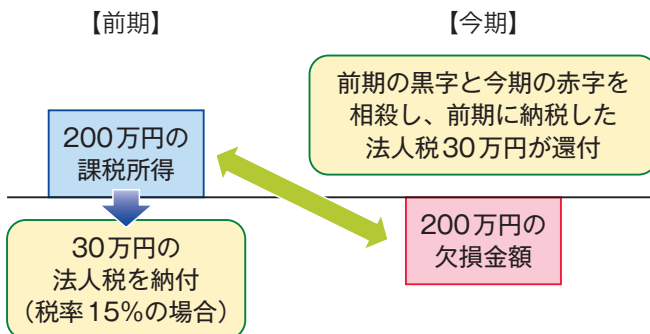 【前期】
【今期】
前期の黒字と今期の赤字を
相殺し、前期に納税した
法人税30万円が還付
200万円の
課税所得
30万円の
法人税を納付
（税率15%の場合）
200万円の
欠損金額